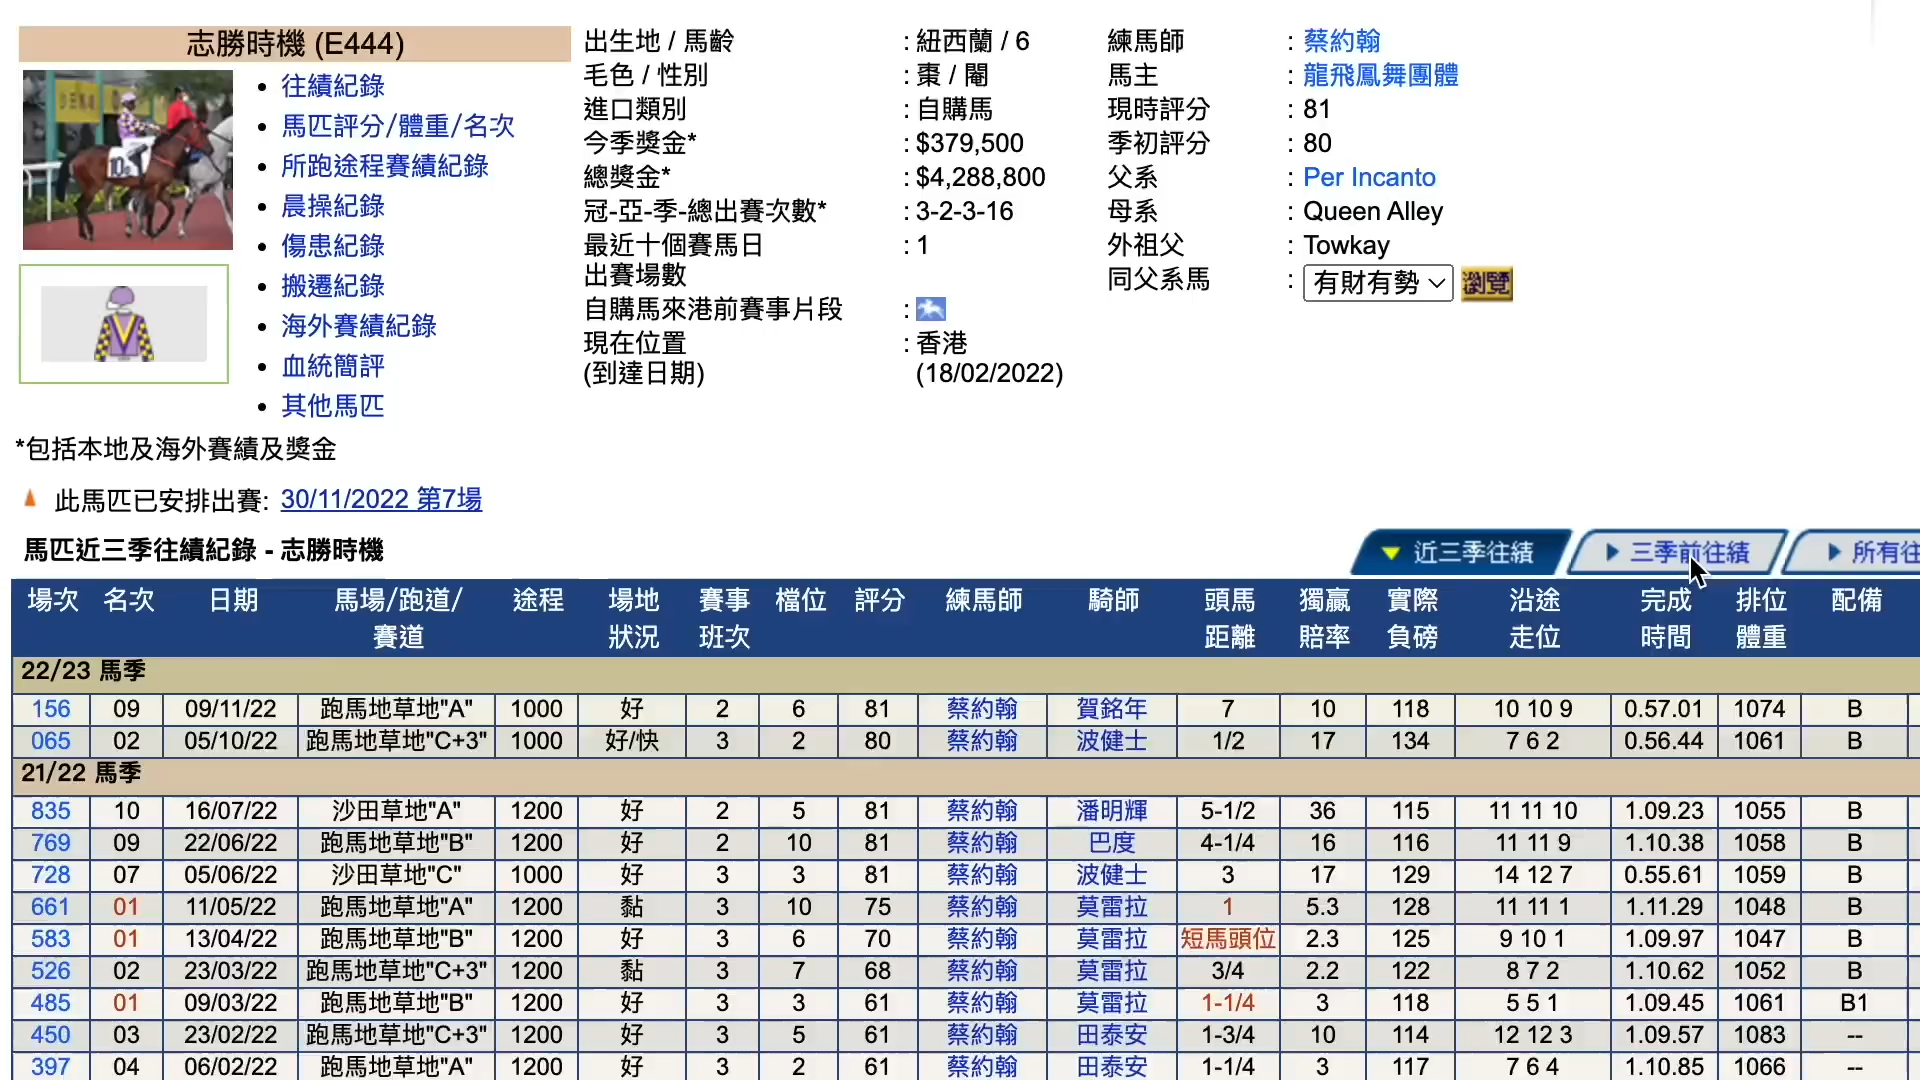 志勝時機 (E444)
往績紀錄
馬匹評分/體重/名次
所跑途程賽績紀錄
晨操紀錄
傷患紀錄
搬遷紀錄
海外賽績紀錄
血統簡評
其他馬匹
出生地 / 馬齡 : 紐西蘭 / 6
毛色 / 性別 : 棗 / 閹
進口類別 : 自購馬
今季獎金* : $379,500
總獎金* : $4,288,800
冠-亞-季-總出賽次數* : 3-2-3-16
最近十個賽馬日 : 1
出賽場數
自購馬來港前賽事片段 :
現在位置 : 香港
(到達日期) (18/02/2022)
練馬師 : 蔡約翰
馬主 : 龍飛鳳舞團體
現時評分 : 81
季初評分 : 80
父系 : Per Incanto
母系 : Queen Alley
外祖父 : Towkay
同父系馬 : 有財有勢 瀏覽
*包括本地及海外賽績及獎金
此馬匹已安排出賽: 30/11/2022 第7場
馬匹近三季往績紀錄 - 志勝時機
近三季往績 三季前往績 所有往
場次 名次 日期 馬場/跑道/ 途程 場地 賽事 檔位 評分 練馬師 騎師 頭馬 獨贏 實際 沿途 完成 排位 配備
賽道 狀況 班次 距離 賠率 負磅 走位 時間 體重
22/23 馬季
156 09 09/11/22 跑馬地草地"A" 1000 好 2 6 81 蔡約翰 賀銘年 7 10 118 10 10 9 0.57.01 1074 B
065 02 05/10/22 跑馬地草地"C+3" 1000 好/快 3 2 80 蔡約翰 波健士 1/2 17 134 7 6 2 0.56.44 1061 B
21/22 馬季
835 10 16/07/22 沙田草地"A" 1200 好 2 5 81 蔡約翰 潘明輝 5-1/2 36 115 11 11 10 1.09.23 1055 B
769 09 22/06/22 跑馬地草地"B" 1200 好 2 10 81 蔡約翰 巴度 4-1/4 16 116 11 11 9 1.10.38 1058 B
728 07 05/06/22 沙田草地"C" 1000 好 3 3 81 蔡約翰 波健士 3 17 129 14 12 7 0.55.61 1059 B
661 01 11/05/22 跑馬地草地"A" 1200 黏 3 10 75 蔡約翰 莫雷拉 1 5.3 128 11 11 1 1.11.29 1048 B
583 01 13/04/22 跑馬地草地"B" 1200 好 3 6 70 蔡約翰 莫雷拉 短馬頭位 2.3 125 9 10 1 1.09.97 1047 B
526 02 23/03/22 跑馬地草地"C+3" 1200 黏 3 7 68 蔡約翰 莫雷拉 3/4 2.2 122 8 7 2 1.10.62 1052 B
485 01 09/03/22 跑馬地草地"B" 1200 好 3 3 61 蔡約翰 莫雷拉 1-1/4 3 118 5 5 1 1.09.45 1061 B1
450 03 23/02/22 跑馬地草地"C+3" 1200 好 3 5 61 蔡約翰 田泰安 1-3/4 10 114 12 12 3 1.09.57 1083 --
397 04 06/02/22 跑馬地草地"A" 1200 好 3 2 61 蔡約翰 田泰安 1-1/4 3 117 7 6 4 1.10.85 1066 --